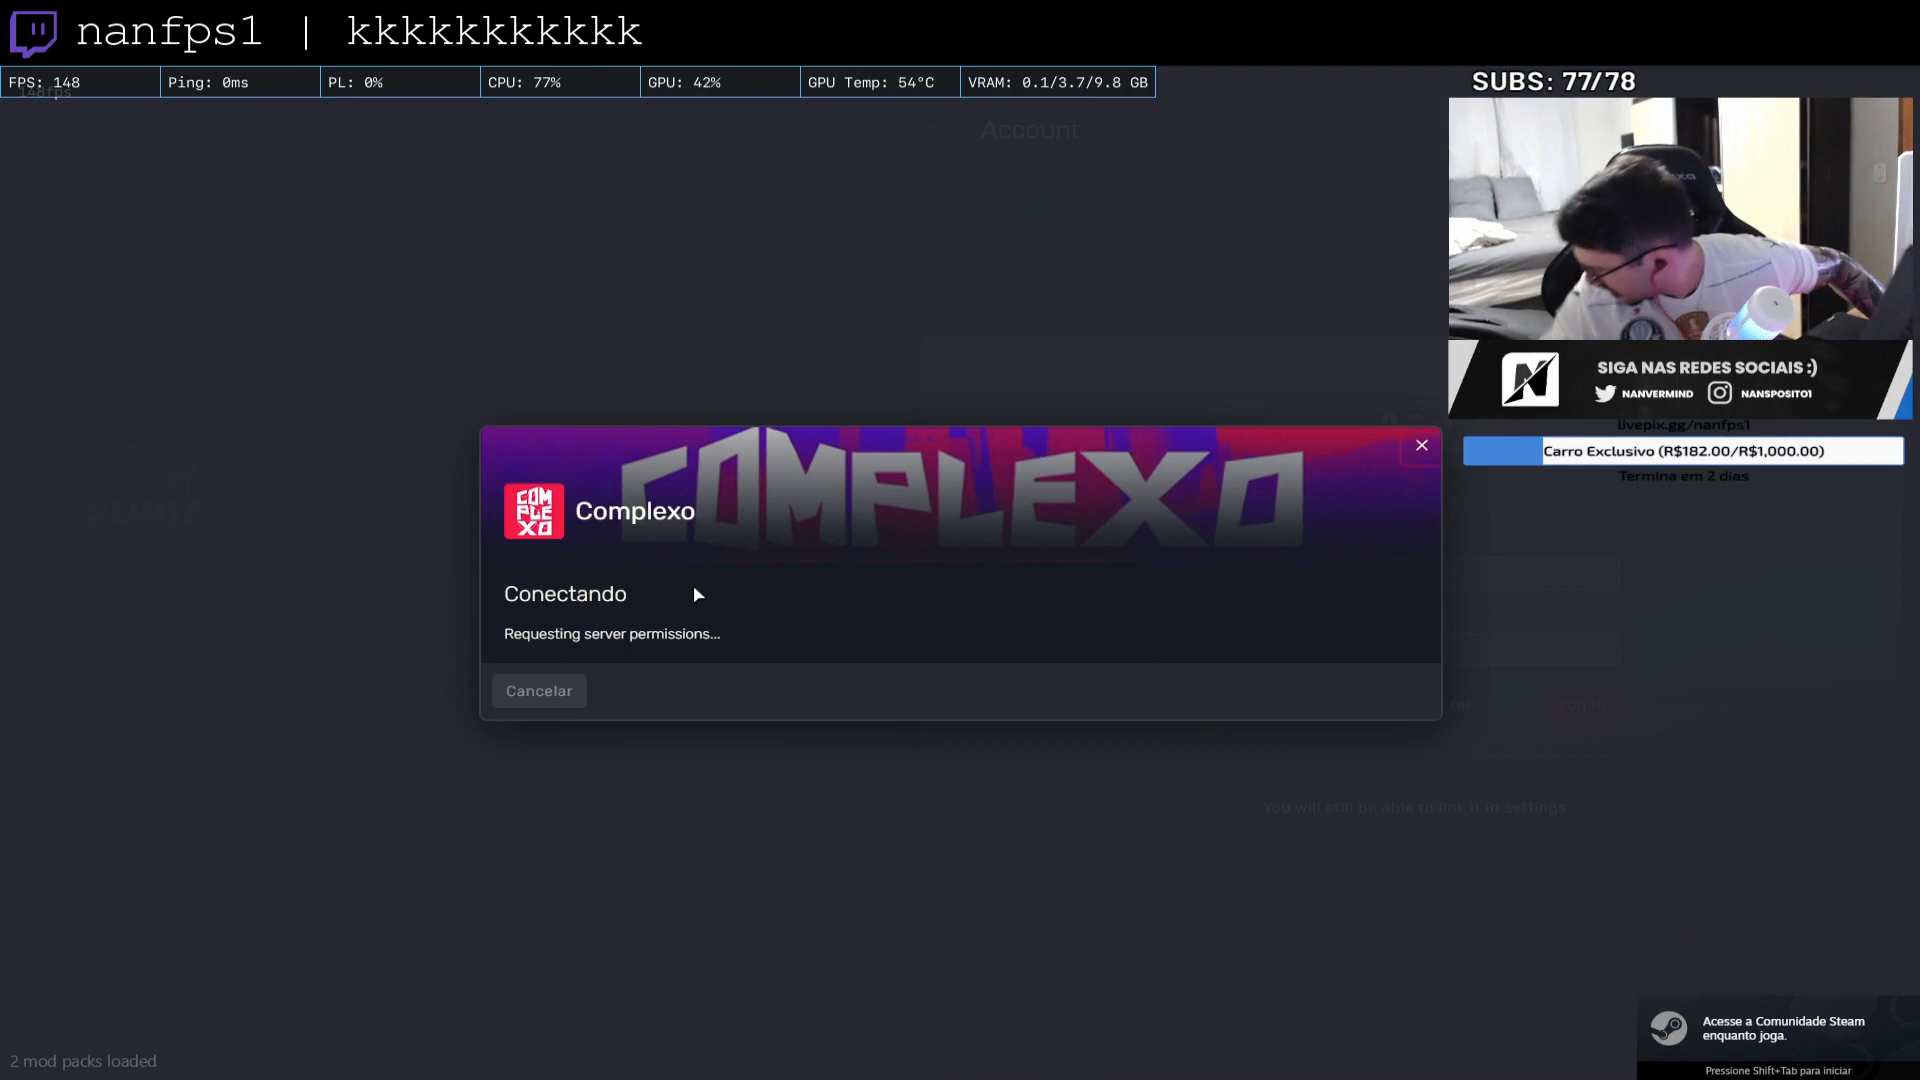 nanfps1 | kkkkkkkkkkk
FPS: 148
Ping: 0ms
PL: 0%
CPU: 77%
GPU: 42%
GPU Temp: 54°C
VRAM: 0.1/3.7/9.8 GB
148fps
SUBS: 77/78
Account
SIGA NAS REDES SOCIAIS :)
NANVERMIND NANSPOSITO1
livepix.gg/nanfps1
Carro Exclusivo (R$182.00/R$1,000.00)
Termina em 2 dias
COMPLEXO
COM
PLE
XO
Complexo
Conectando
Requesting server permissions...
Cancelar
Log in
You will still be able to link it in settings
Acesse a Comunidade Steam
enquanto joga.
Pressione Shift+Tab para iniciar
2 mod packs loaded